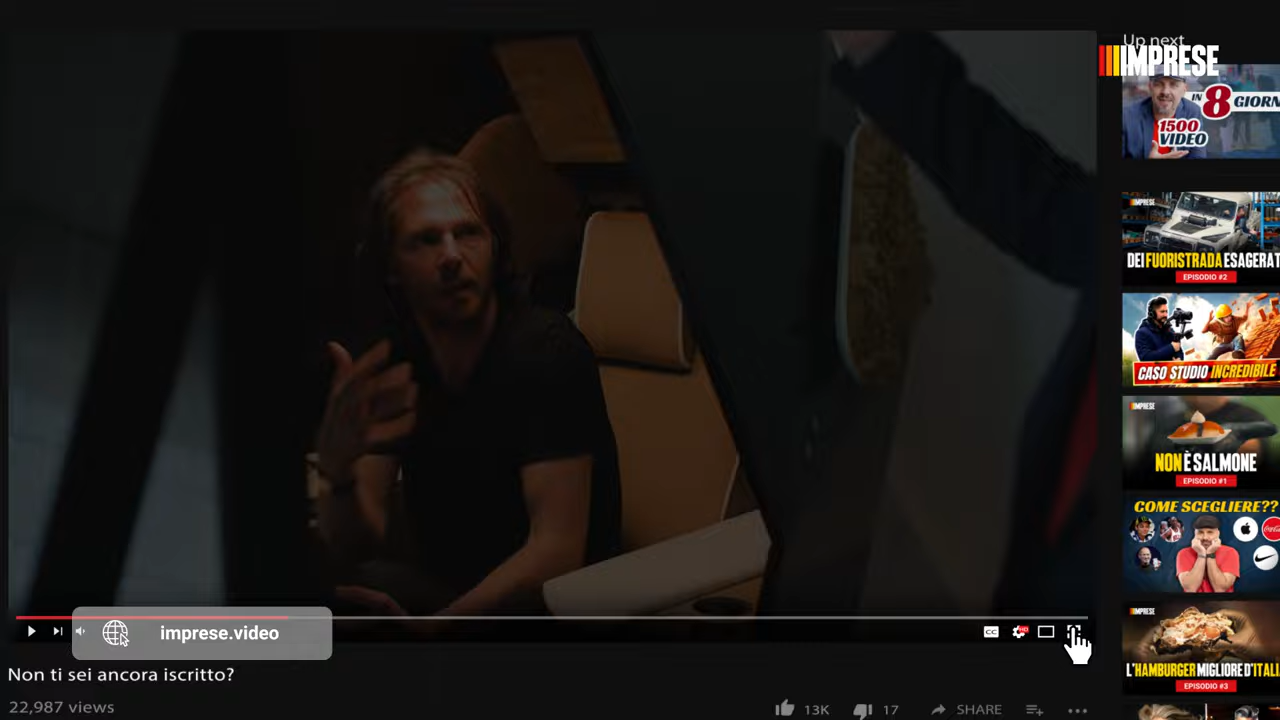 Up next
IMPRESE
IN 8 GIORN
1500
VIDEO
IMPRESE
DEI FUORISTRADA ESAGERAT
EPISODIO #2
CASO STUDIO INCREDIBILE
IMPRESE
NON È SALMONE
EPISODIO #1
COME SCEGLIERE??
IMPRESE
L'HAMBURGER MIGLIORE D'ITALI
EPISODIO #3
CC
HD
imprese.video
Non ti sei ancora iscritto?
22,987 views
13K
17
SHARE